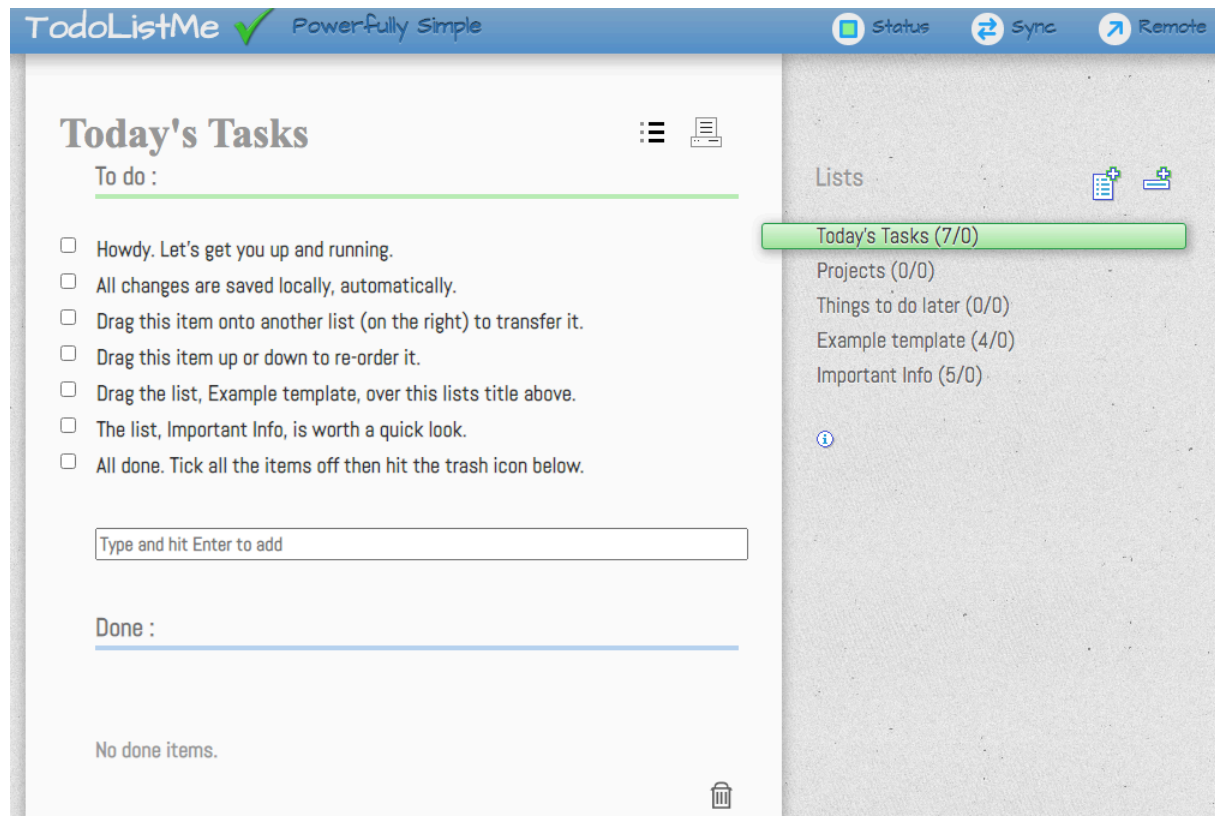 TodoListMe Powerfully Simple Status Sync Remote
Today's Tasks
To do :
Howdy. Let's get you up and running.
All changes are saved locally, automatically.
Drag this item onto another list (on the right) to transfer it.
Drag this item up or down to re-order it.
Drag the list, Example template, over this lists title above.
The list, Important Info, is worth a quick look.
All done. Tick all the items off then hit the trash icon below.
Type and hit Enter to add
Done :
No done items.
Lists
Today's Tasks (7/0)
Projects (0/0)
Things to do later (0/0)
Example template (4/0)
Important Info (5/0)